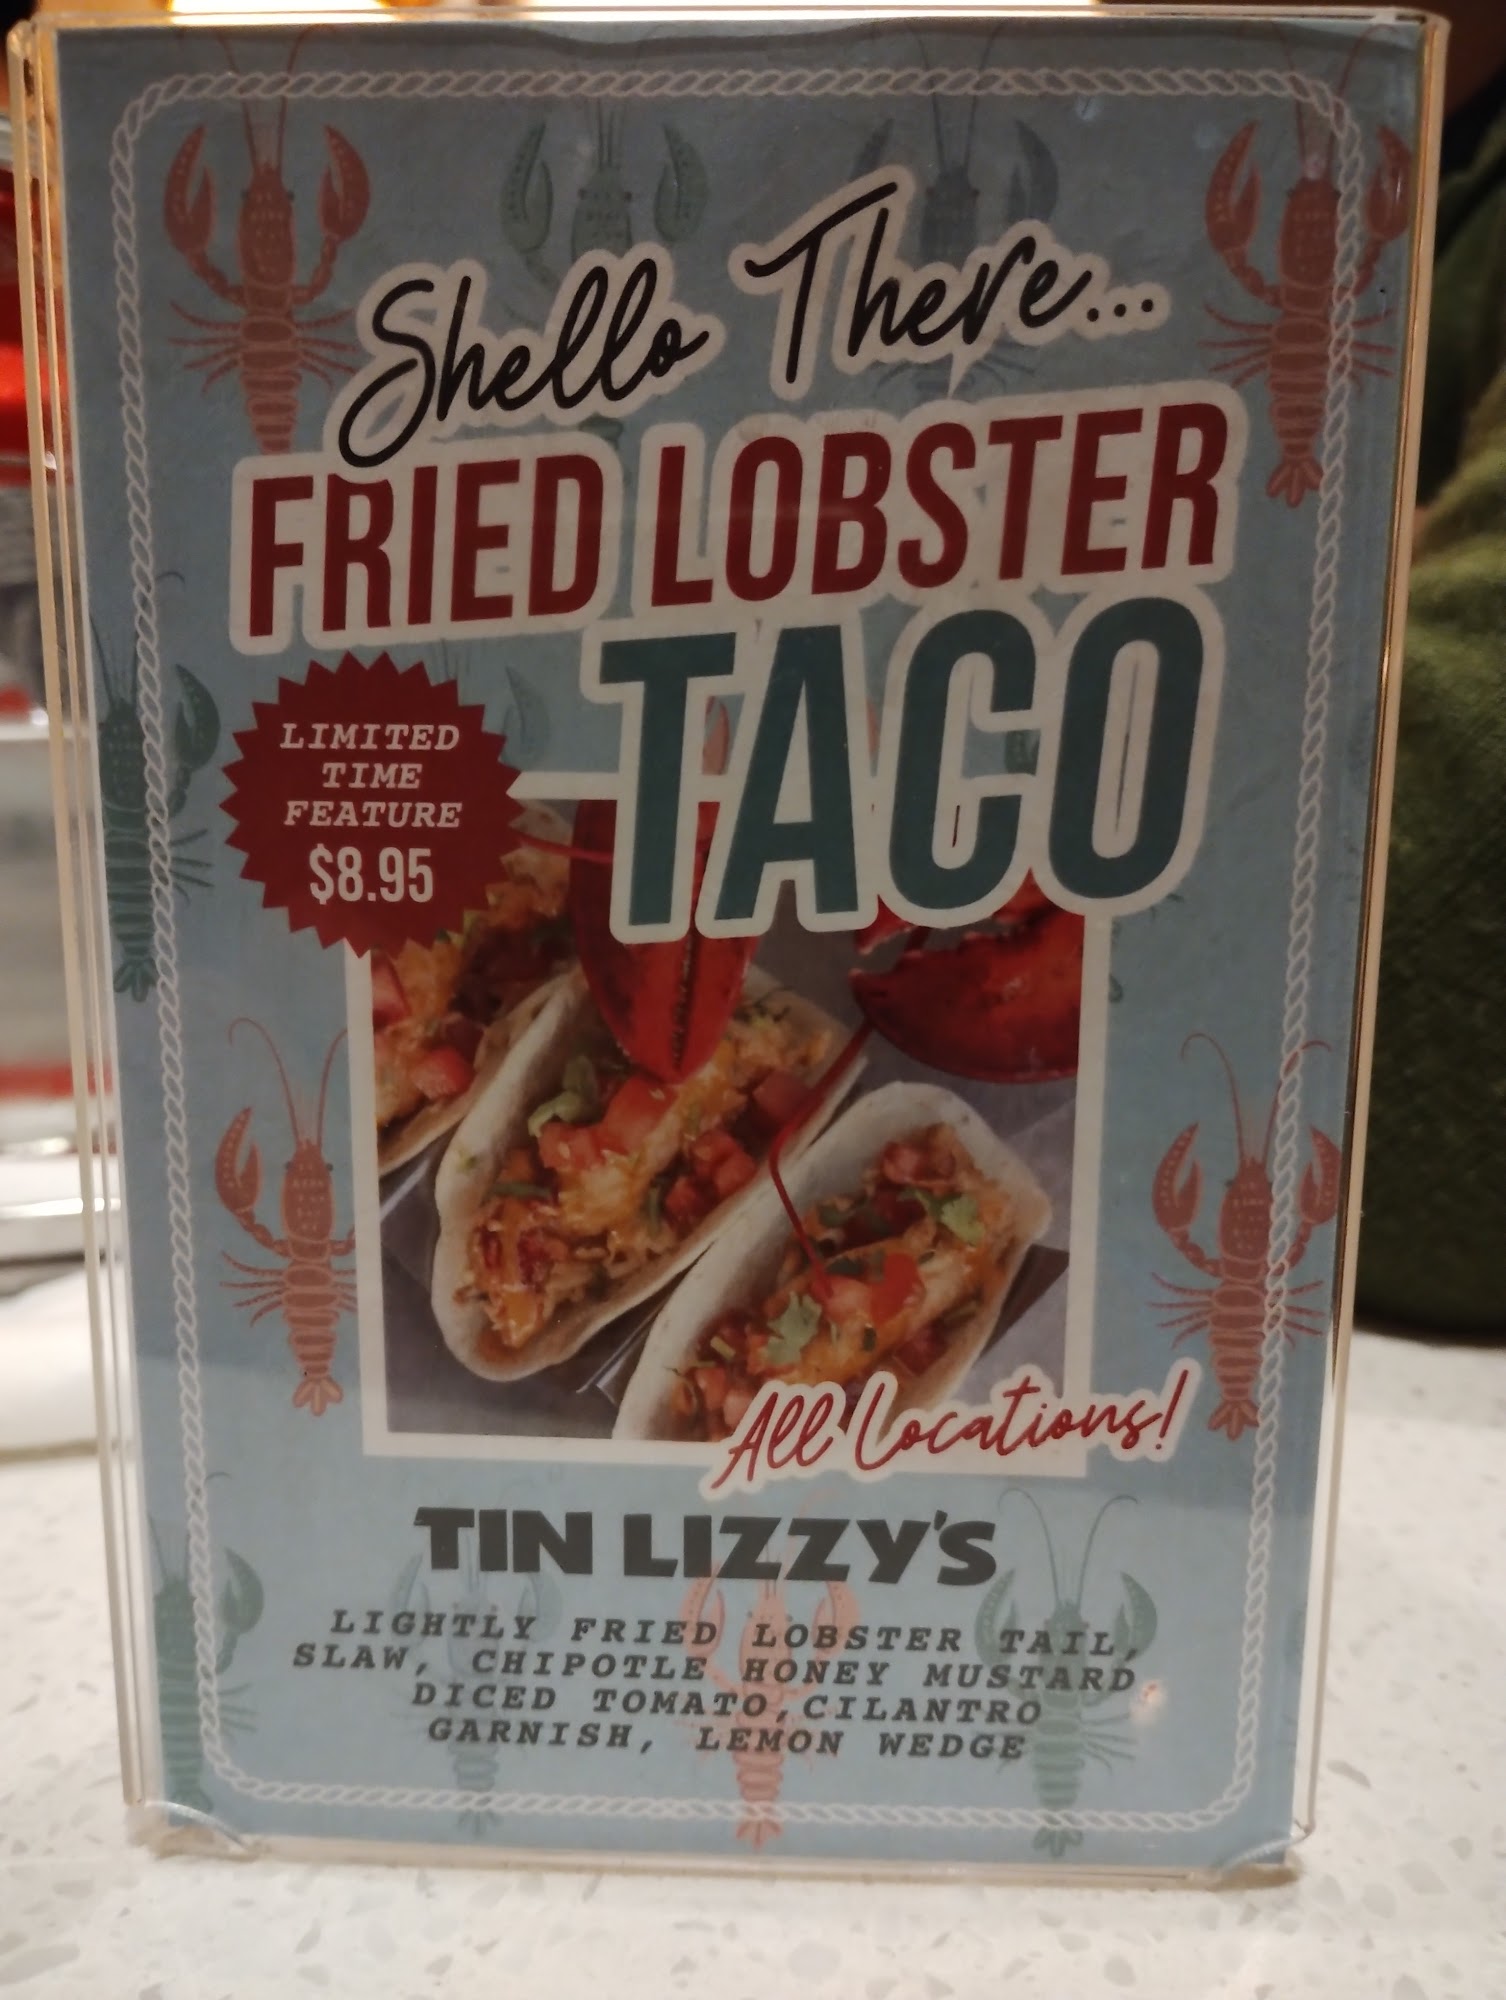 Shello There...
FRIED LOBSTER
TACO
LIMITED
TIME
FEATURE
$8.95
All Locations!
TIN LIZZY'S
LIGHTLY FRIED LOBSTER TAIL,
SLAW, CHIPOTLE HONEY MUSTARD
DICED TOMATO,CILANTRO
GARNISH, LEMON WEDGE